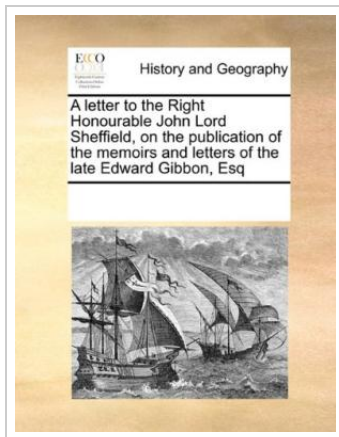 ECCO
History and Geography
A letter to the Right
Honourable John Lord
Sheffield, on the publication of
the memoirs and letters of the
late Edward Gibbon, Esq